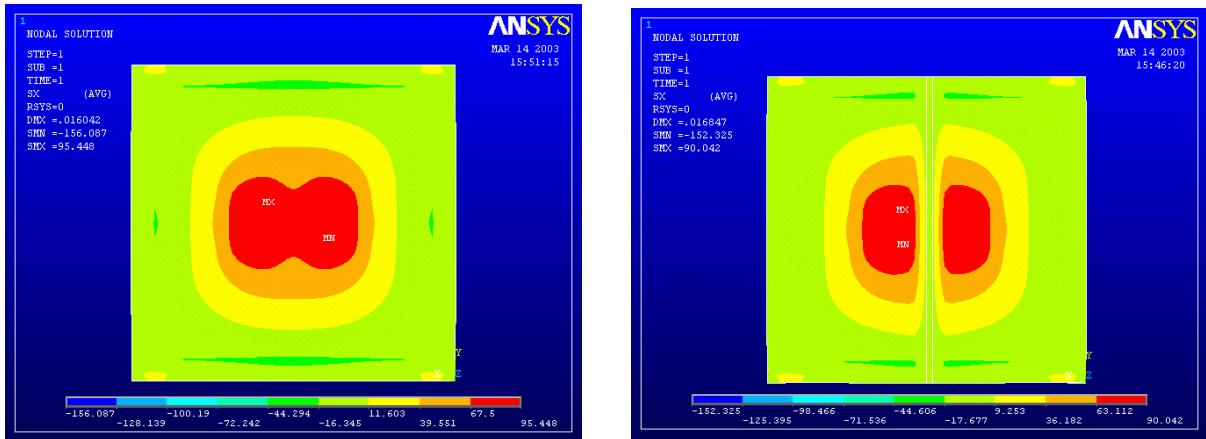 1
ANSYS
NODAL SOLUTION
MAR 14 2003
15:51:15
STEP=1
SUB =1
TIME=1
SX (AVG)
RSYS=0
DMX =.016042
SMN =-156.087
SMX =95.448
MX
MN
Y
X Z
-156.087 -100.19 -44.294 11.603 67.5
-128.139 -72.242 -16.345 39.551 95.448
1
ANSYS
NODAL SOLUTION
MAR 14 2003
15:46:20
STEP=1
SUB =1
TIME=1
SX (AVG)
RSYS=0
DMX =.016847
SMN =-152.325
SMX =90.042
MX
MN
Y
X Z
-152.325 -98.466 -44.606 9.253 63.112
-125.395 -71.536 -17.677 36.182 90.042